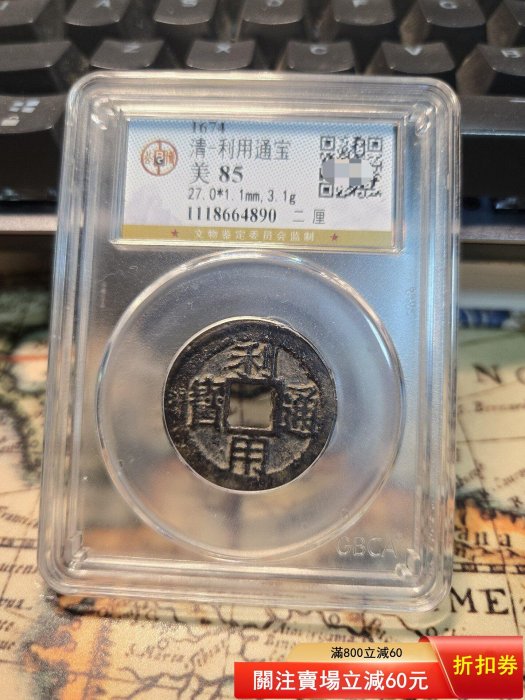 1674
清-利用通宝
美 85
27.0*1.1mm,3.1g
1118664890 二 厘
★ 文物鉴定委员会监制 ★
利
寳 通
用
GBCA
滿800立減60
關注賣場立減60元
折扣券